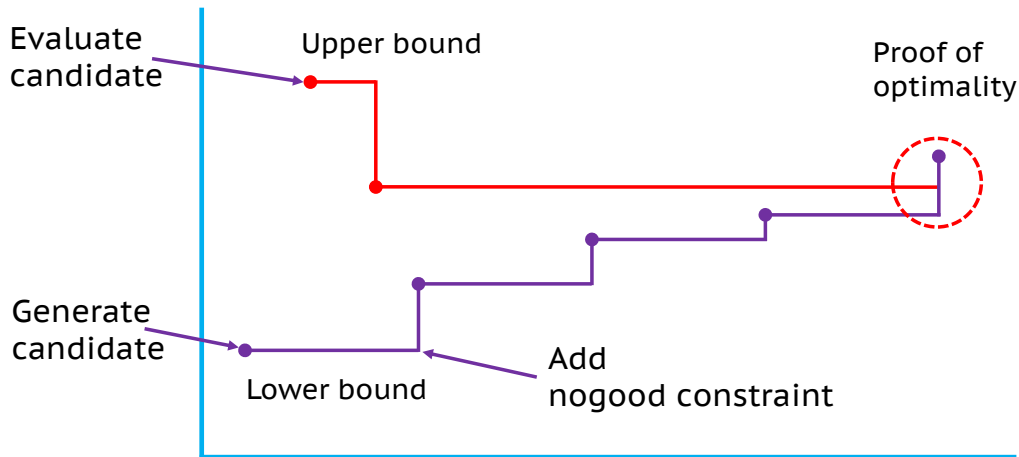 Evaluate
candidate
Upper bound
Proof of
optimality
Generate
candidate
Lower bound
Add
nogood constraint